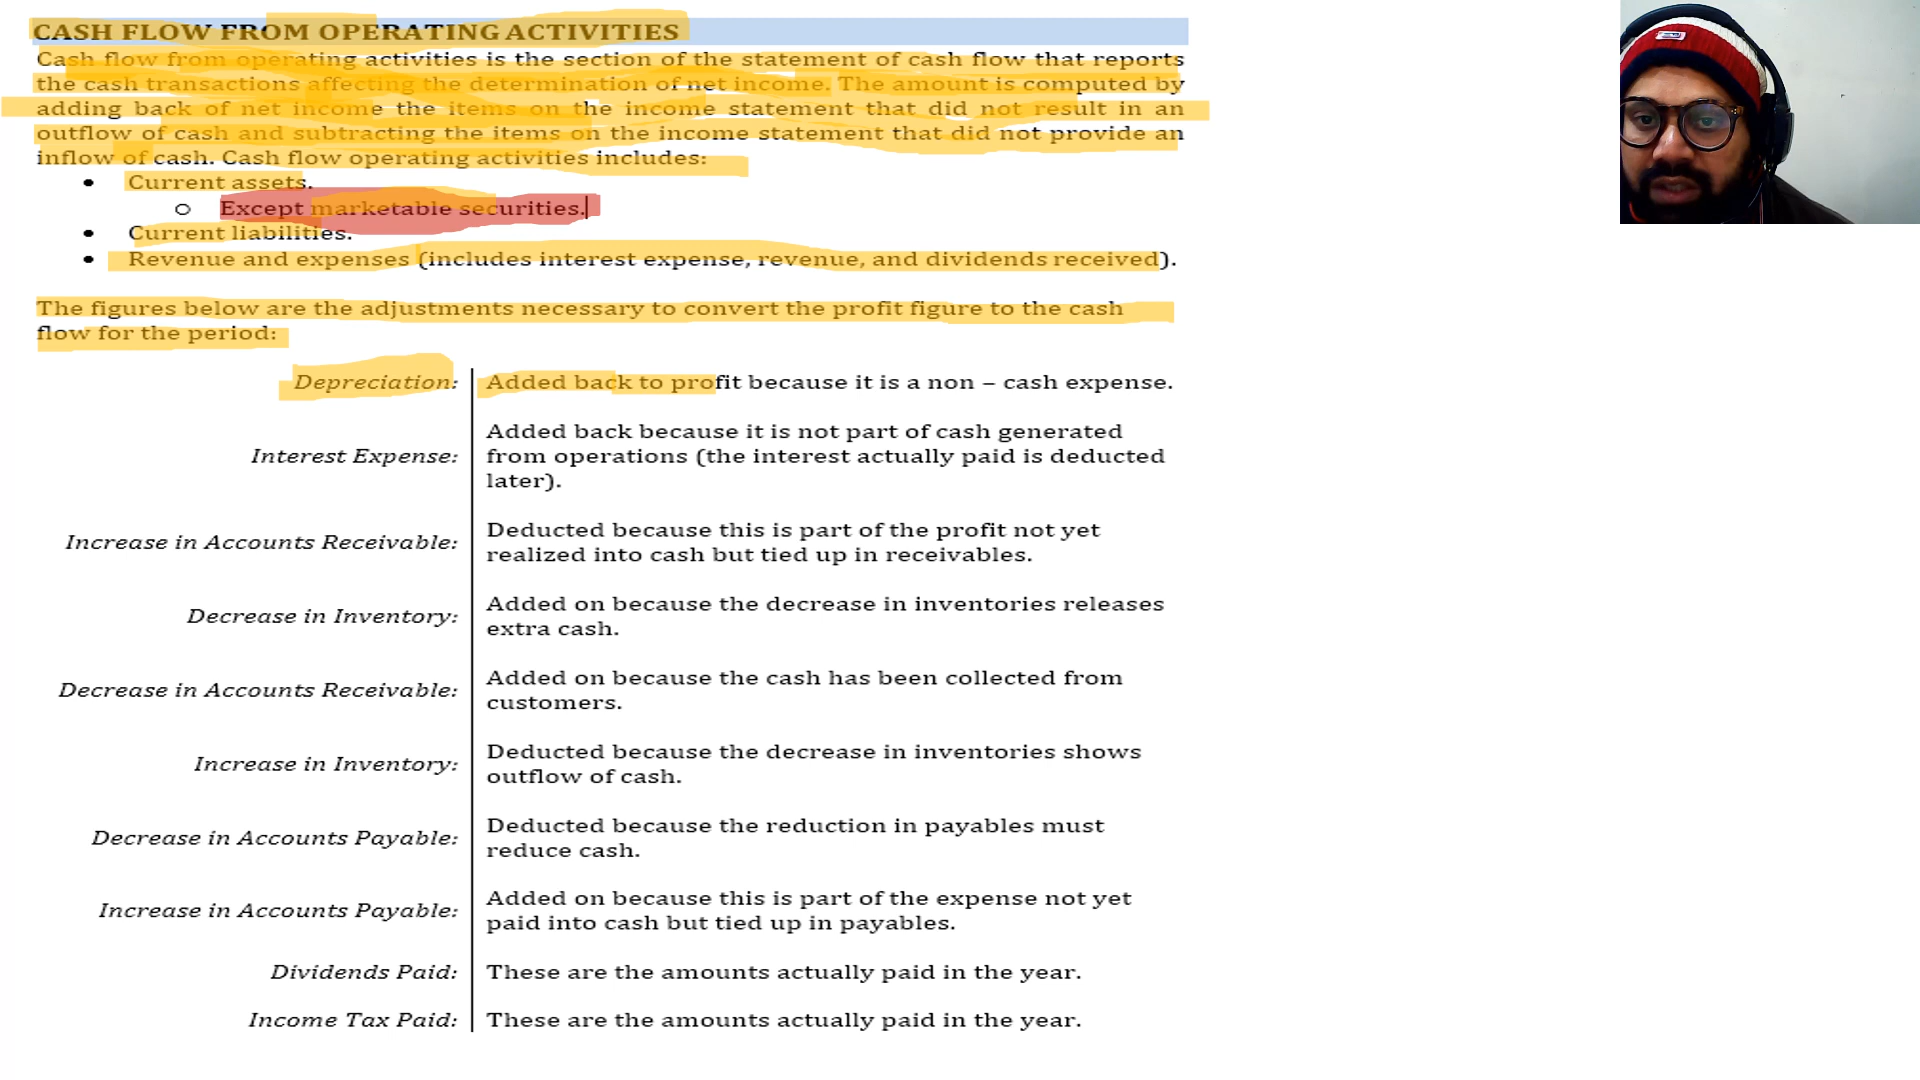 CASH FLOW FROM OPERATING ACTIVITIES
Cash flow from operating activities is the section of the statement of cash flow that reports
the cash transactions affecting the determination of net income. The amount is computed by
adding back of net income the items on the income statement that did not result in an
outflow of cash and subtracting the items on the income statement that did not provide an
inflow of cash. Cash flow operating activities includes:
• Current assets.
o Except marketable securities.
• Current liabilities.
• Revenue and expenses (includes interest expense, revenue, and dividends received).
The figures below are the adjustments necessary to convert the profit figure to the cash
flow for the period:
Depreciation: Added back to profit because it is a non – cash expense.
Added back because it is not part of cash generated
Interest Expense: from operations (the interest actually paid is deducted
later).
Increase in Accounts Receivable: Deducted because this is part of the profit not yet
realized into cash but tied up in receivables.
Decrease in Inventory: Added on because the decrease in inventories releases
extra cash.
Decrease in Accounts Receivable: Added on because the cash has been collected from
customers.
Increase in Inventory: Deducted because the decrease in inventories shows
outflow of cash.
Decrease in Accounts Payable: Deducted because the reduction in payables must
reduce cash.
Increase in Accounts Payable: Added on because this is part of the expense not yet
paid into cash but tied up in payables.
Dividends Paid: These are the amounts actually paid in the year.
Income Tax Paid: These are the amounts actually paid in the year.